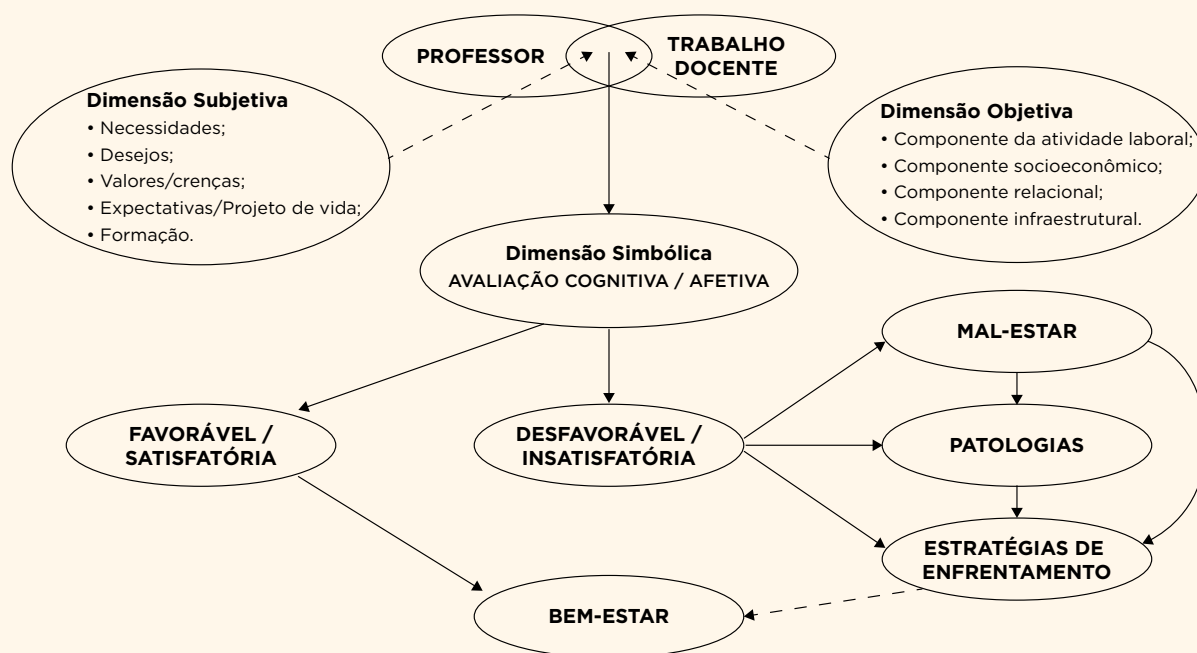 PROFESSOR
TRABALHO
DOCENTE
Dimensão Subjetiva
• Necessidades;
• Desejos;
• Valores/crenças;
• Expectativas/Projeto de vida;
• Formação.
Dimensão Objetiva
• Componente da atividade laboral;
• Componente socioeconômico;
• Componente relacional;
• Componente infraestrutural.
Dimensão Simbólica
AVALIAÇÃO COGNITIVA / AFETIVA
MAL-ESTAR
FAVORÁVEL /
SATISFATÓRIA
DESFAVORÁVEL /
INSATISFATÓRIA
PATOLOGIAS
ESTRATÉGIAS DE
ENFRENTAMENTO
BEM-ESTAR